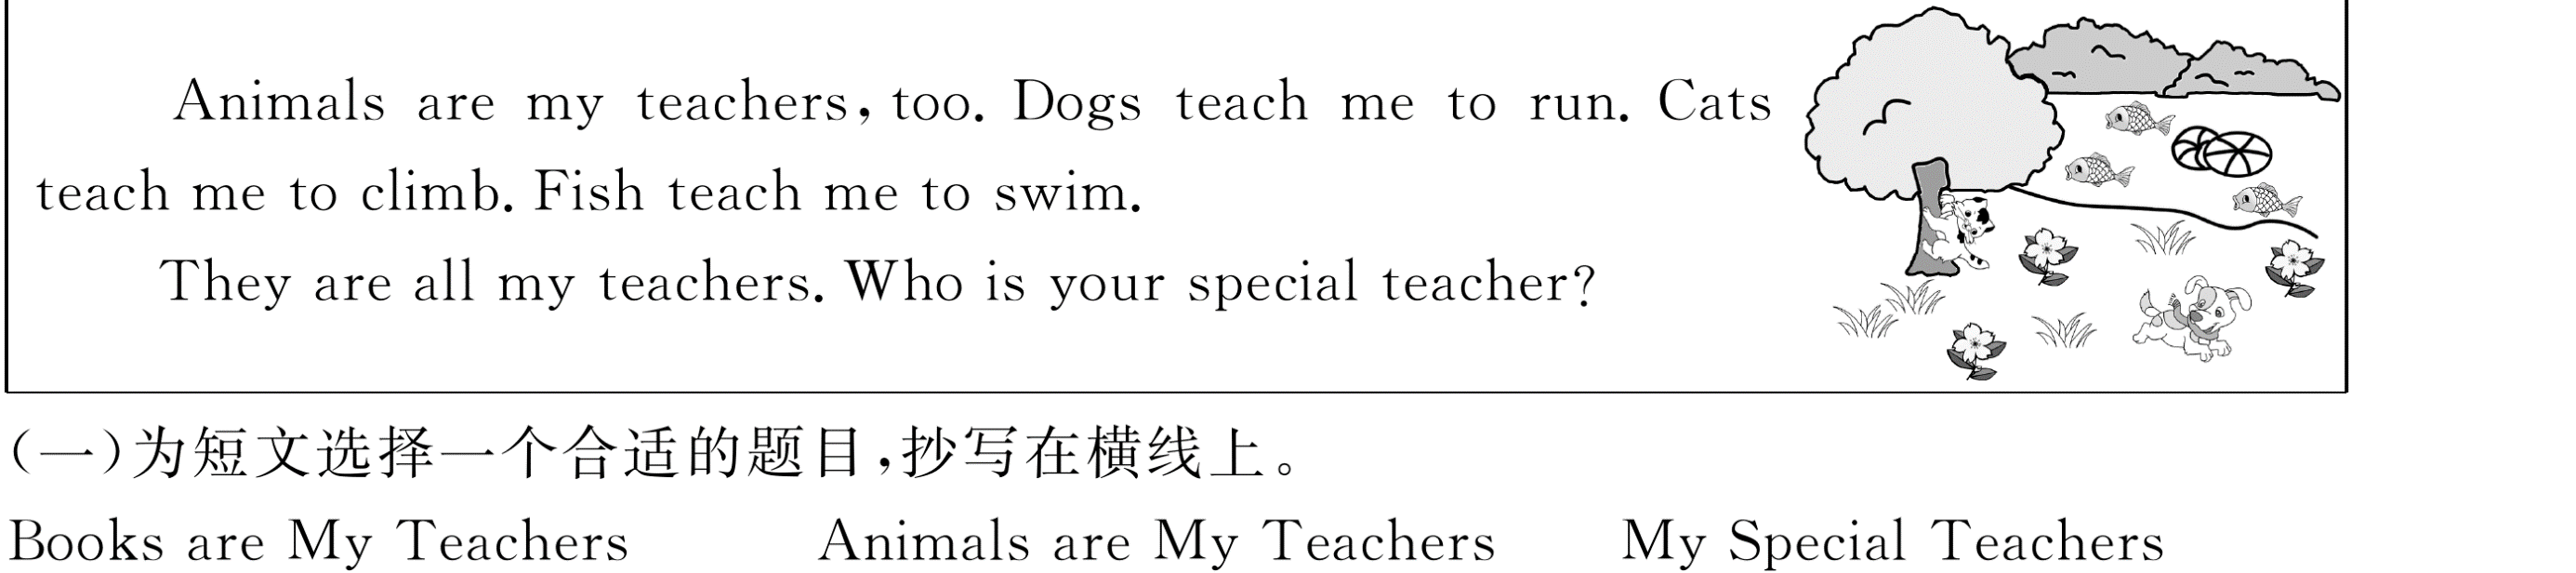 Animals are my teachers, too. Dogs teach me to run. Cats
teach me to climb. Fish teach me to swim.
They are all my teachers. Who is your special teacher?
(一)为短文选择一个合适的题目,抄写在横线上。
Books are My Teachers Animals are My Teachers My Special Teachers